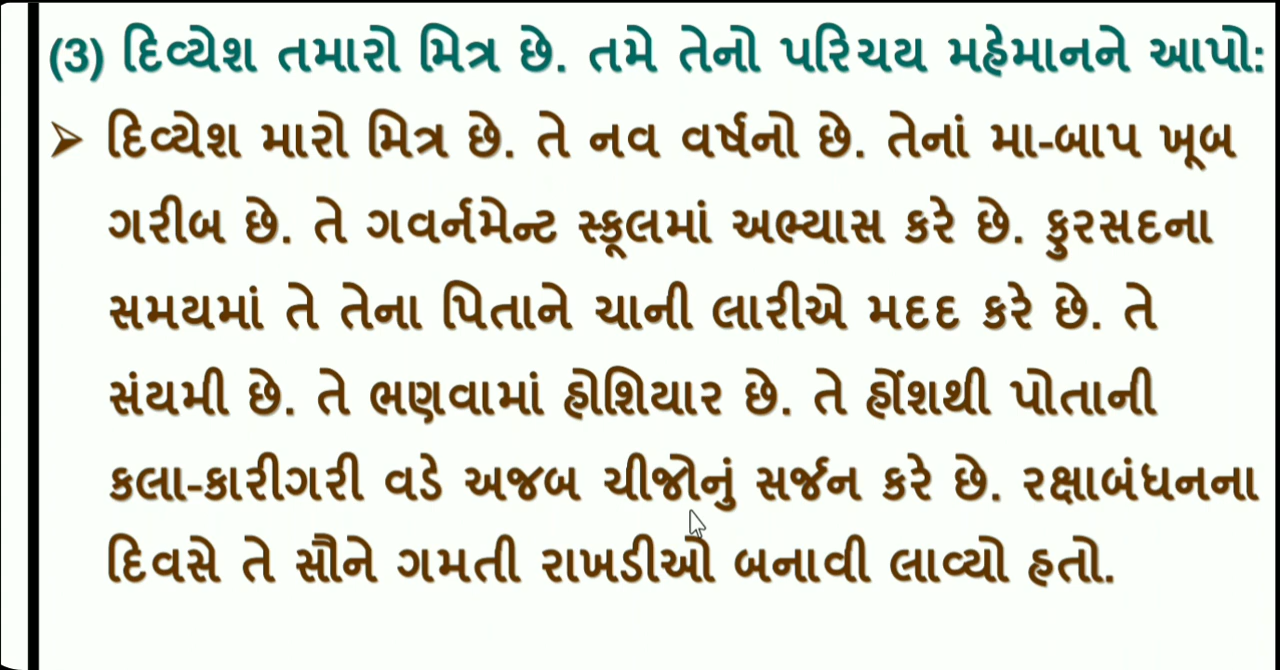 (3) દિવ્યેશ તમારો મિત્ર છે. તમે તેનો પરિચય મહેમાનને આપો:
➢ દિવ્યેશ મારો મિત્ર છે. તે નવ વર્ષનો છે. તેનાં મા-બાપ ખૂબ
ગરીબ છે. તે ગવર્નમેન્ટ સ્કૂલમાં અભ્યાસ કરે છે. કુરસદના
સમયમાં તે તેના પિતાને ચાની લારીએ મદદ કરે છે. તે
સંયમી છે. તે ભણવામાં હોશિયાર છે. તે હોંશથી પોતાની
કલા-કારીગરી વડે અજબ ચીજોનું સર્જન કરે છે. રક્ષાબંધનના
દિવસે તે સૌને ગમતી રાખડીઓ બનાવી લાવ્યો હતો.